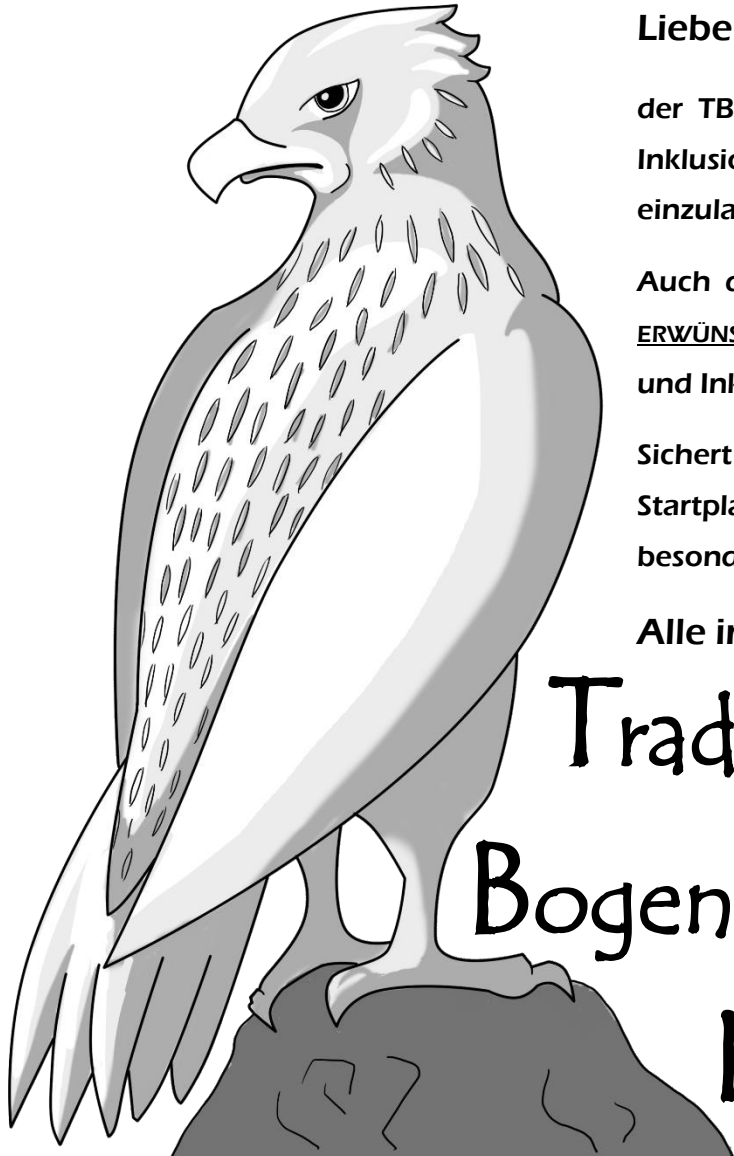 Liebe
der TB
Inklusio
einzula
Auch d
ERWÜNS
und Ink
Sichert
Startpla
besond
Alle in
Trad
Bogen